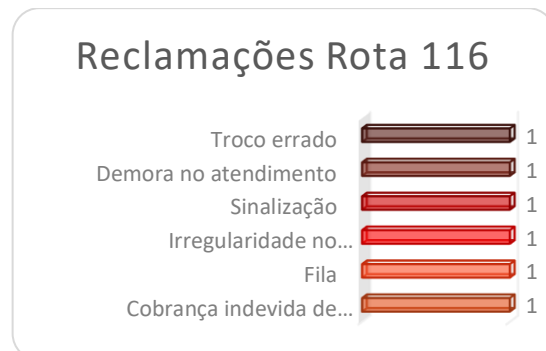 Reclamações Rota 116
Troco errado 1
Demora no atendimento 1
Sinalização 1
Irregularidade no... 1
Fila 1
Cobrança indevida de... 1